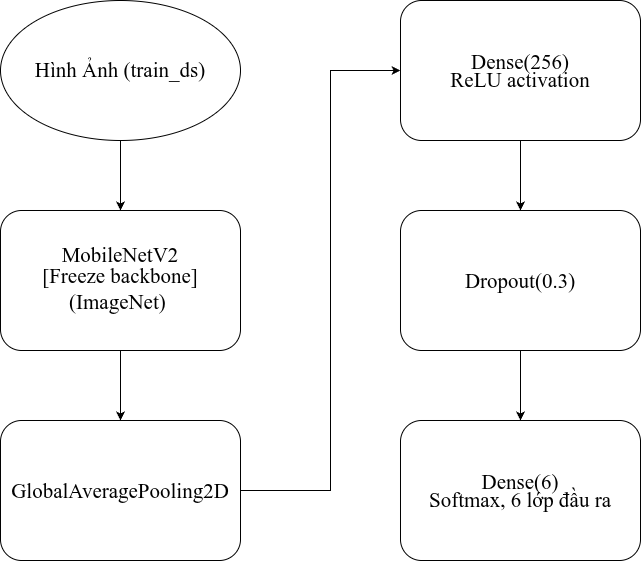 Hình Ảnh (train_ds)
MobileNetV2
[Freeze backbone]
(ImageNet)
GlobalAveragePooling2D
Dense(256)
ReLU activation
Dropout(0.3)
Dense(6)
Softmax, 6 lớp đầu ra